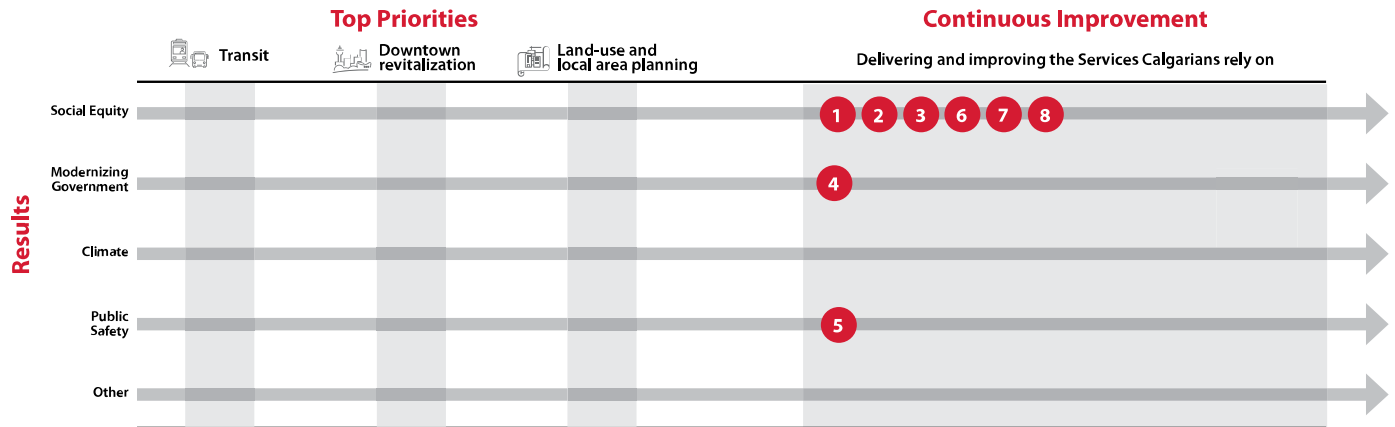 Top Priorities
Continuous Improvement
Transit
Downtown
revitalization
Land-use and
local area planning
Delivering and improving the Services Calgarians rely on
Results
Social Equity
1 2 3 6 7 8
Modernizing
Government
4
Climate
Public
Safety
5
Other